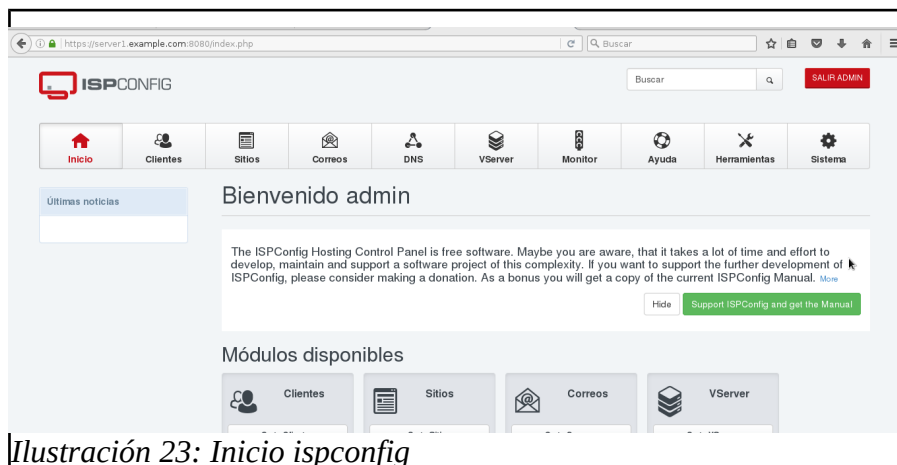 https://server1.example.com:8080/index.php
Buscar
ISPCONFIG
Buscar
SALIR ADMIN
Inicio
Clientes
Sitios
Correos
DNS
VServer
Monitor
Ayuda
Herramientas
Sistema
Últimas noticias
Bienvenido admin
The ISPConfig Hosting Control Panel is free software. Maybe you are aware, that it takes a lot of time and effort to
develop, maintain and support a software project of this complexity. If you want to support the further development of
ISPConfig, please consider making a donation. As a bonus you will get a copy of the current ISPConfig Manual. More
Hide
Support ISPConfig and get the Manual
Módulos disponibles
Clientes
Sitios
Correos
VServer
Ilustración 23: Inicio ispconfig